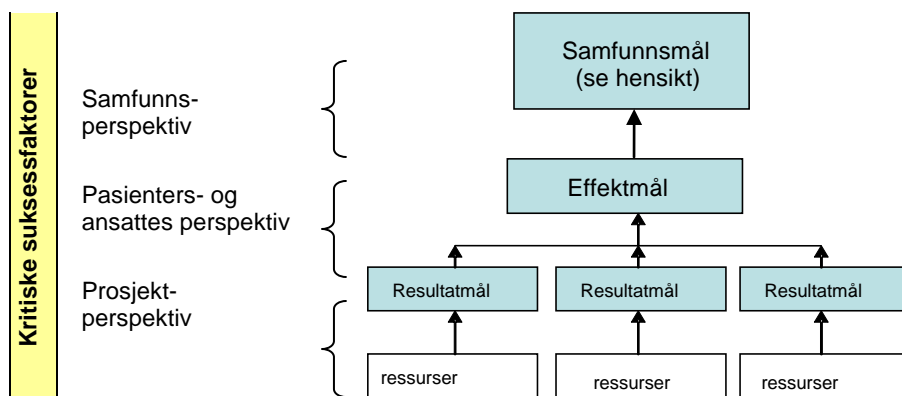 Kritiske suksessfaktorer
Samfunns-
perspektiv
Pasienters- og
ansattes perspektiv
Prosjekt-
perspektiv
Samfunnsmål
(se hensikt)
Effektmål
Resultatmål
Resultatmål
Resultatmål
ressurser
ressurser
ressurser